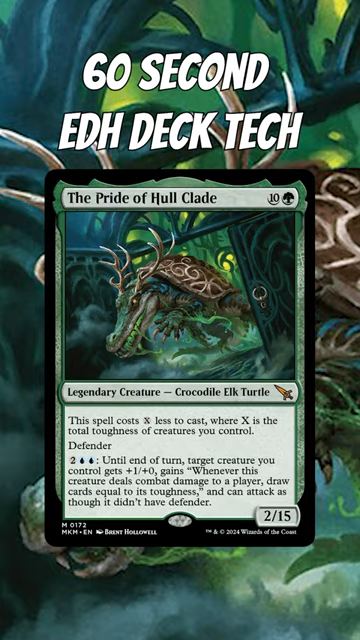 60 SECOND
EDH DECK TECH
The Pride of Hull Clade
10
Legendary Creature — Crocodile Elk Turtle
This spell costs X less to cast, where X is the
total toughness of creatures you control.
Defender
2: Until end of turn, target creature you
control gets +1/+0, gains “Whenever this
creature deals combat damage to a player, draw
cards equal to its toughness,” and can attack as
though it didn’t have defender.
2/15
M 0172
MKM • EN Brent Hollowell
™ & © 2024 Wizards of the Coast